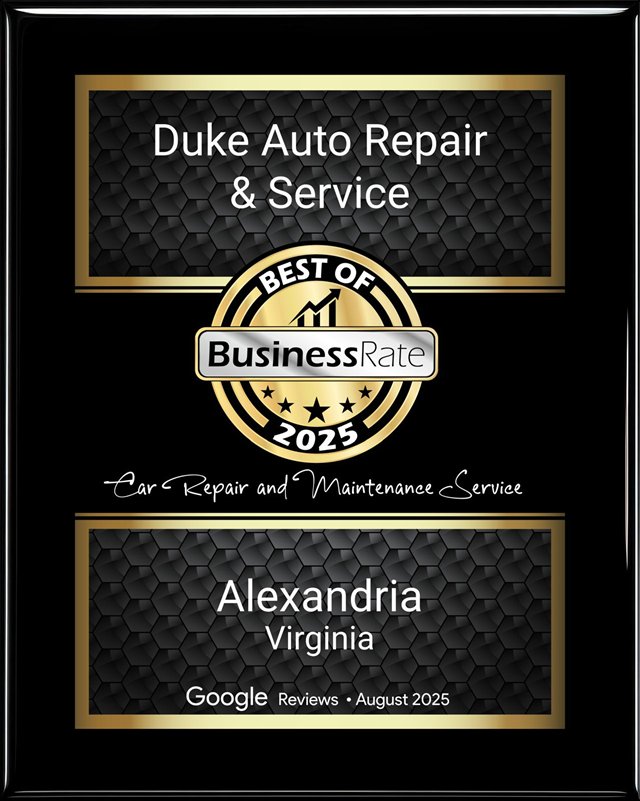 Duke Auto Repair
& Service
BEST OF
BusinessRate
2025
Car Repair and Maintenance Service
Alexandria
Virginia
Google Reviews • August 2025